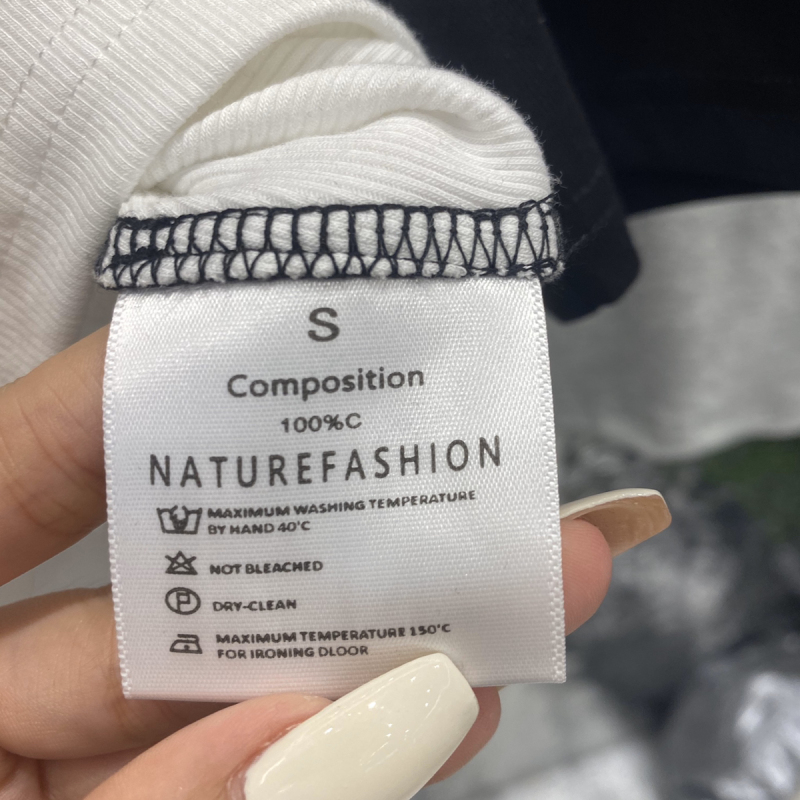 S
Composition
100%C
NATUREFASHION
MAXIMUM WASHING TEMPERATURE
BY HAND 40'C
NOT BLEACHED
P
DRY-CLEAN
MAXIMUM TEMPERATURE 150'C
FOR IRONING DLOOR